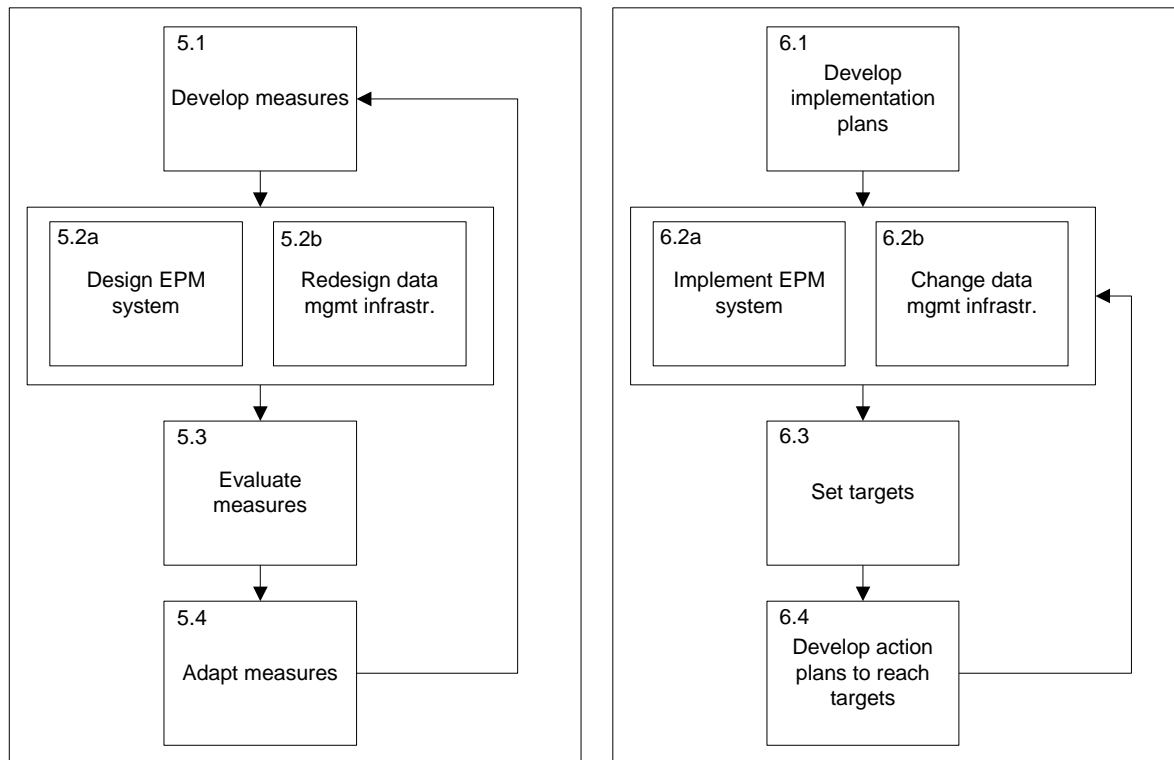 5.1
Develop measures
5.2a
Design EPM
system
5.2b
Redesign data
mgmt infrastr.
5.3
Evaluate
measures
5.4
Adapt measures
6.1
Develop
implementation
plans
6.2a
Implement EPM
system
6.2b
Change data
mgmt infrastr.
6.3
Set targets
6.4
Develop action
plans to reach
targets